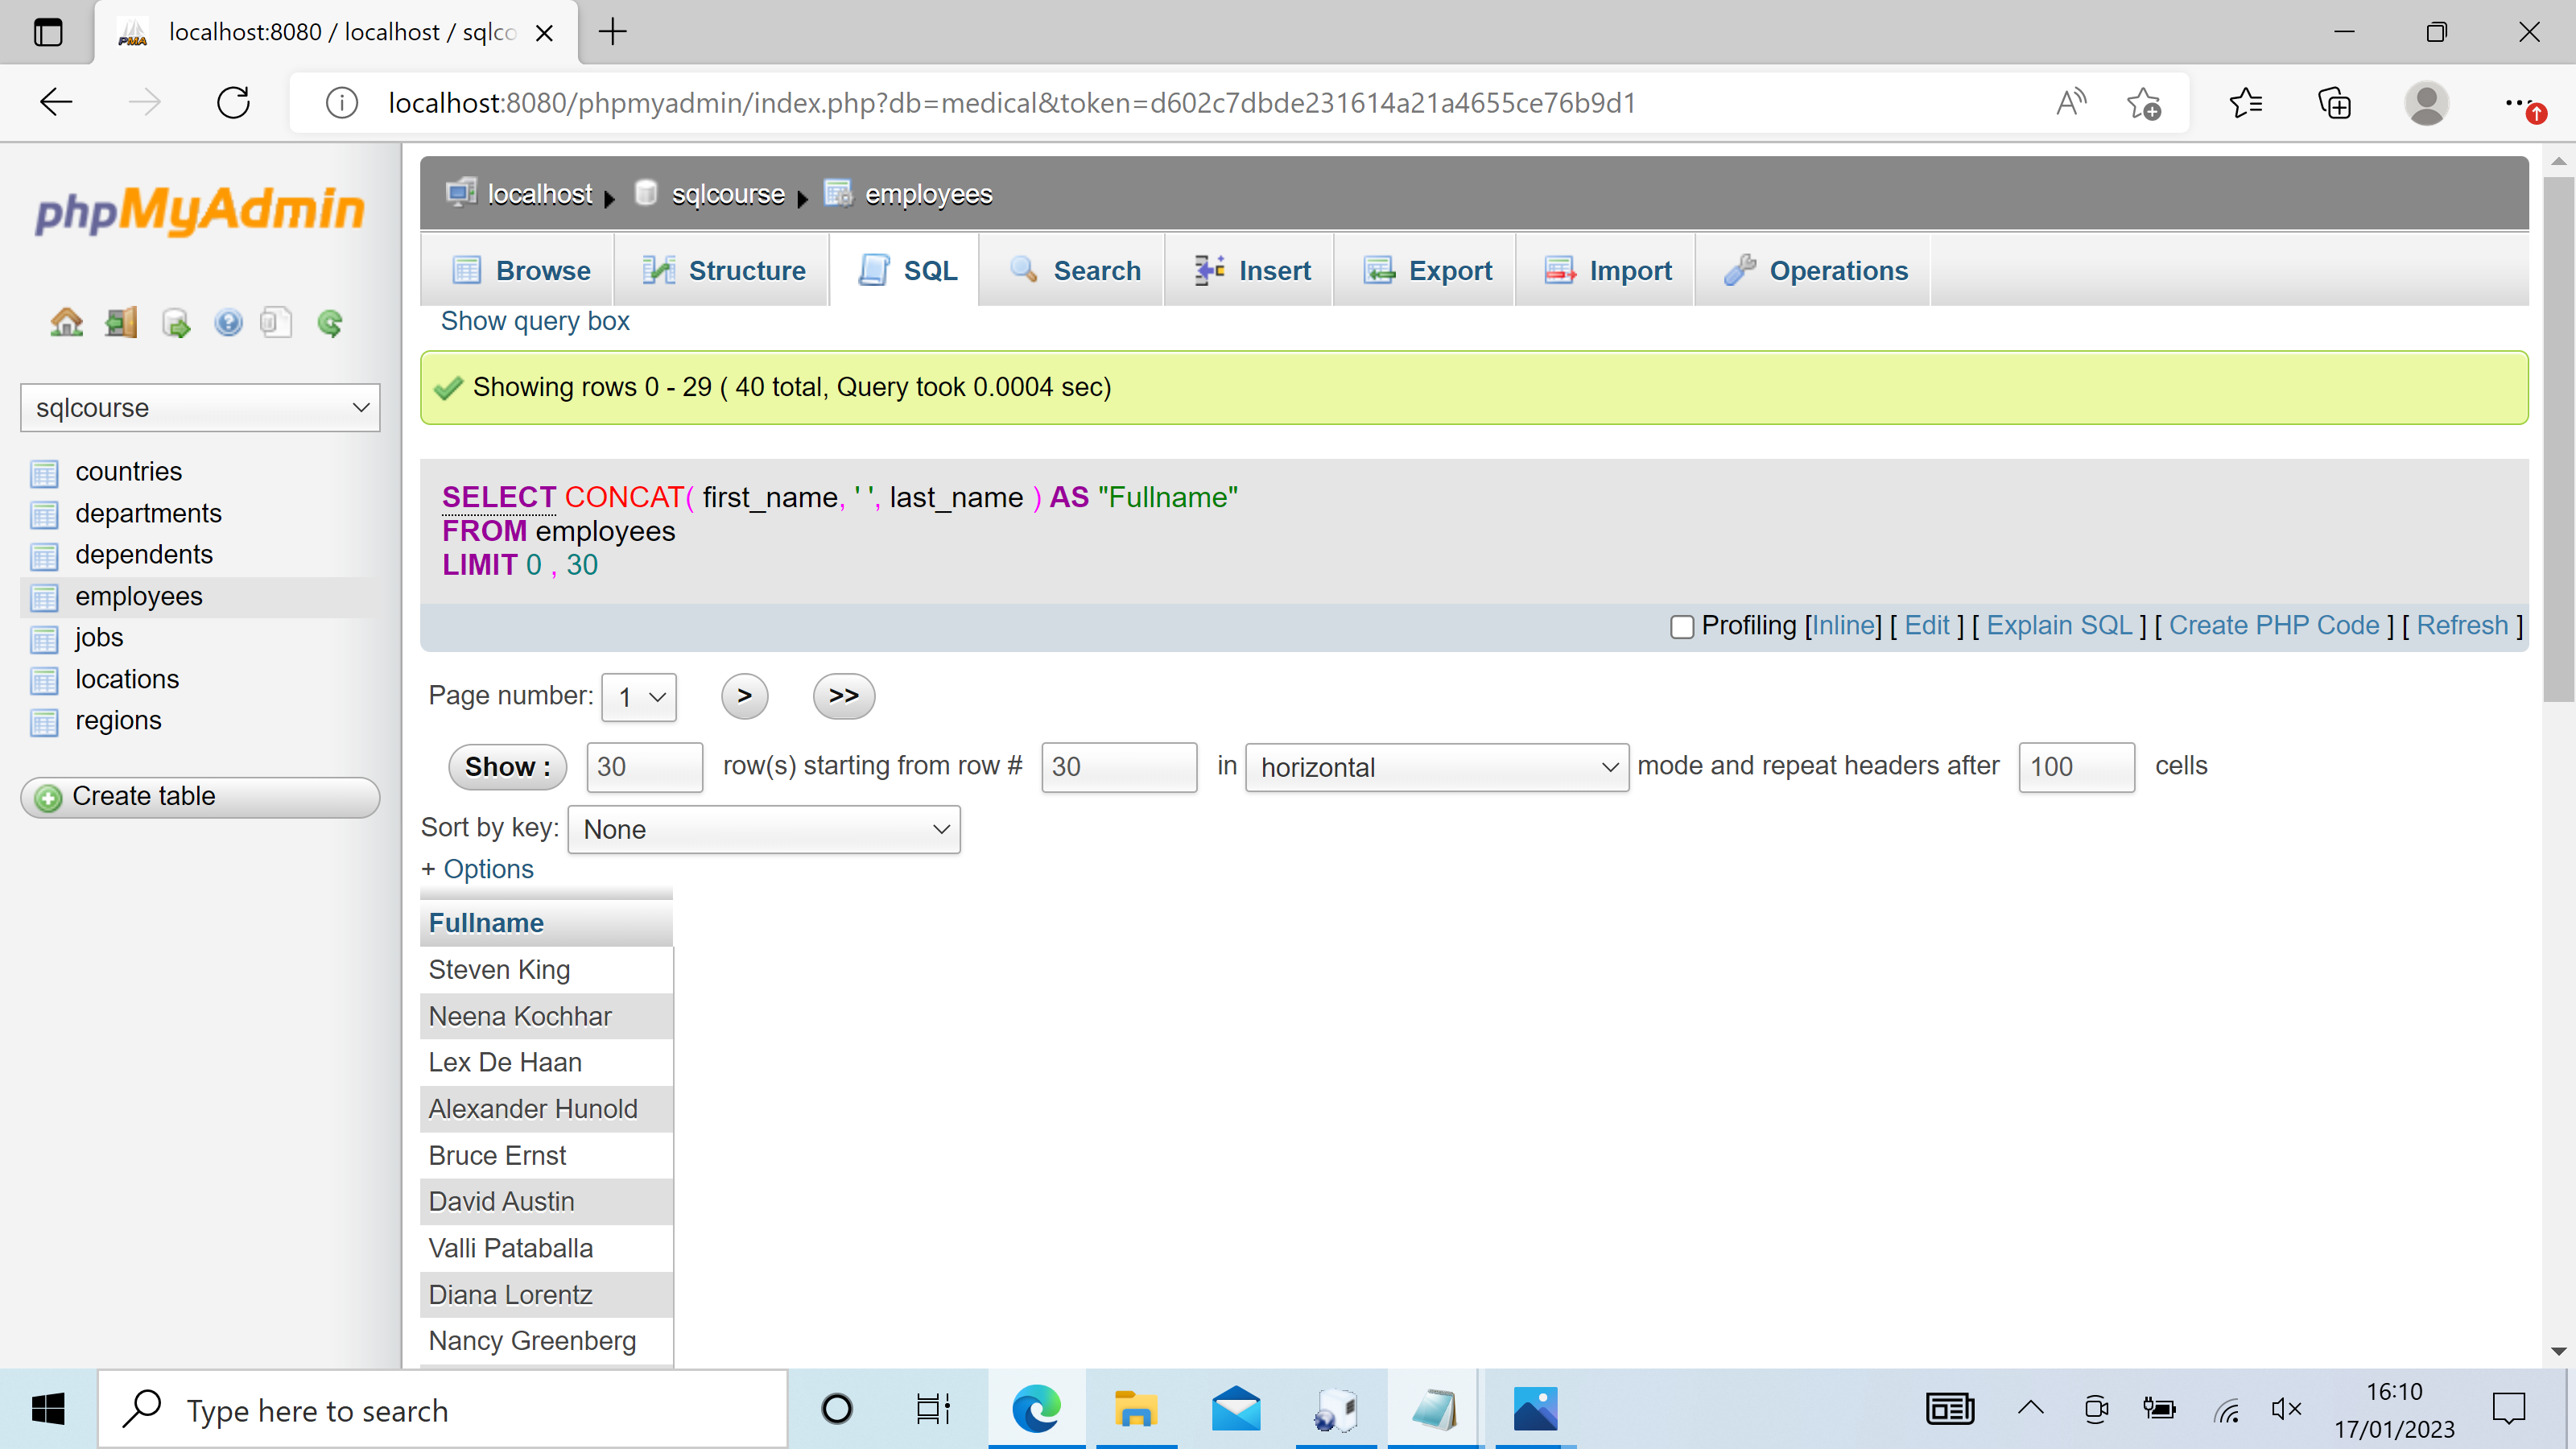 localhost:8080 / localhost / sqlco
localhost:8080/phpmyadmin/index.php?db=medical&token=d602c7dbde231614a21a4655ce76b9d1
phpMyAdmin
sqlcourse
countries
departments
dependents
employees
jobs
locations
regions
Create table
localhost sqlcourse employees
Browse Structure SQL Search Insert Export Import Operations
Show query box
Showing rows 0 - 29 ( 40 total, Query took 0.0004 sec)
SELECT CONCAT( first_name, ' ', last_name ) AS "Fullname"
FROM employees
LIMIT 0 , 30
Profiling [Inline] [ Edit ] [ Explain SQL ] [ Create PHP Code ] [ Refresh ]
Page number: 1 > >>
Show : 30 row(s) starting from row # 30 in horizontal mode and repeat headers after 100 cells
Sort by key: None
+ Options
Fullname
Steven King
Neena Kochhar
Lex De Haan
Alexander Hunold
Bruce Ernst
David Austin
Valli Pataballa
Diana Lorentz
Nancy Greenberg
Type here to search
16:10
17/01/2023